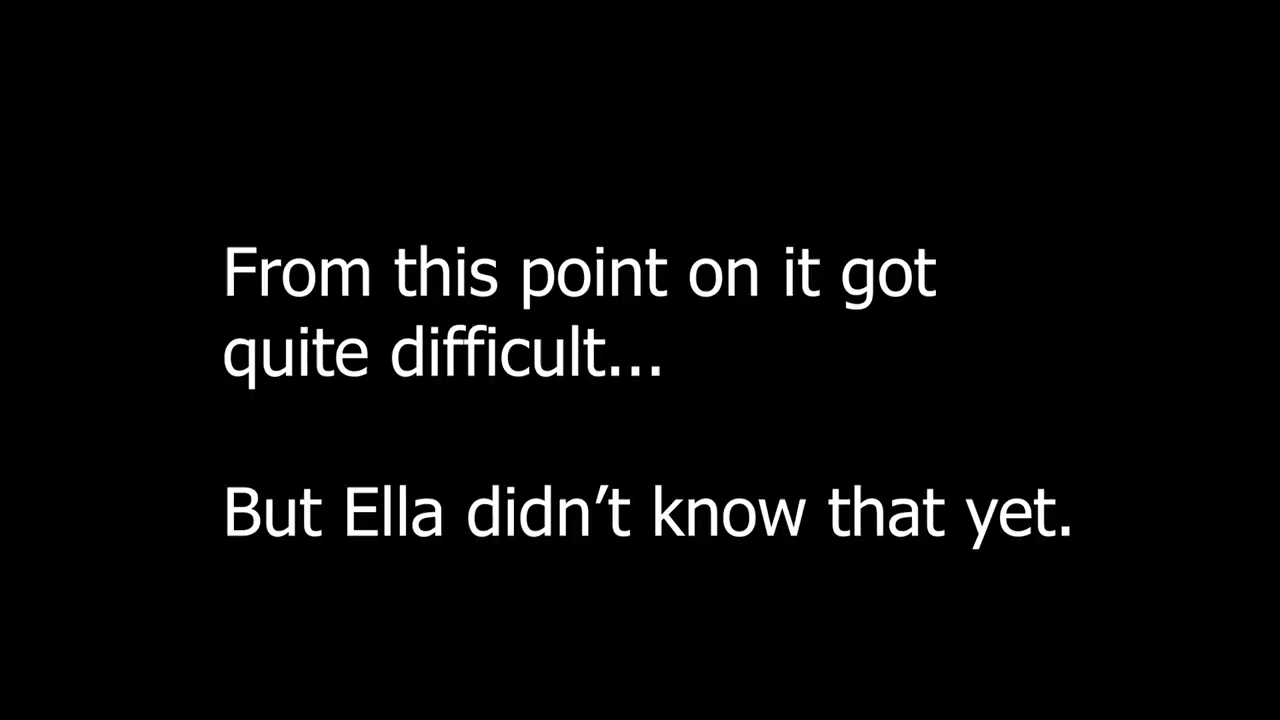 From this point on it got
quite difficult...
But Ella didn’t know that yet.